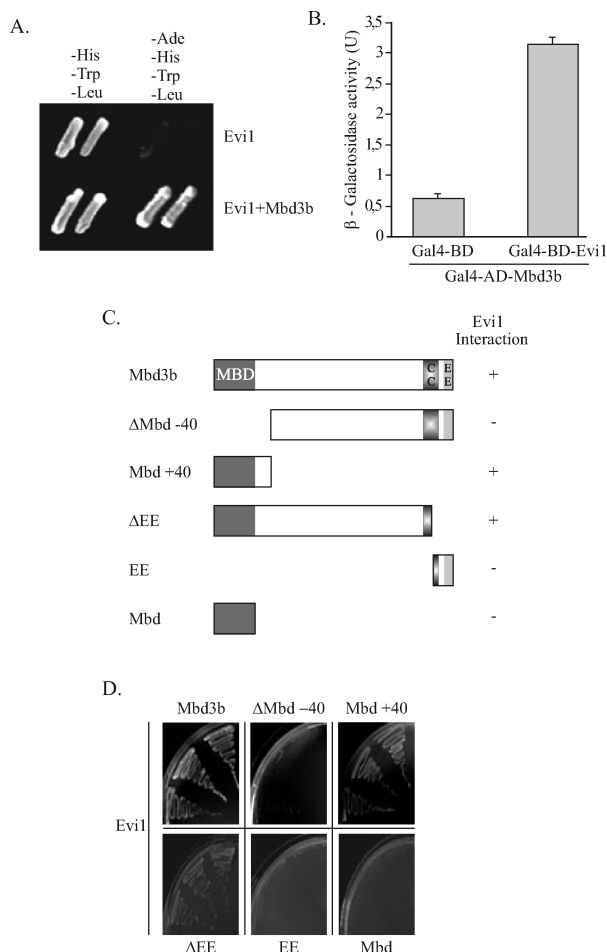 A.
-His
-Trp
-Leu
-Ade
-His
-Trp
-Leu
Evi1
Evi1+Mbd3b
B.
β - Galactosidase activity (U)
3,5
3
2,5
2
1,5
1
0,5
0
Gal4-BD
Gal4-BD-Evi1
Gal4-AD-Mbd3b
C.
Evi1
Interaction
Mbd3b
MBD
C
C
E
E
+
ΔMbd -40
-
Mbd +40
+
ΔEE
+
EE
-
Mbd
-
D.
Mbd3b
ΔMbd –40
Mbd +40
Evi1
ΔEE
EE
Mbd